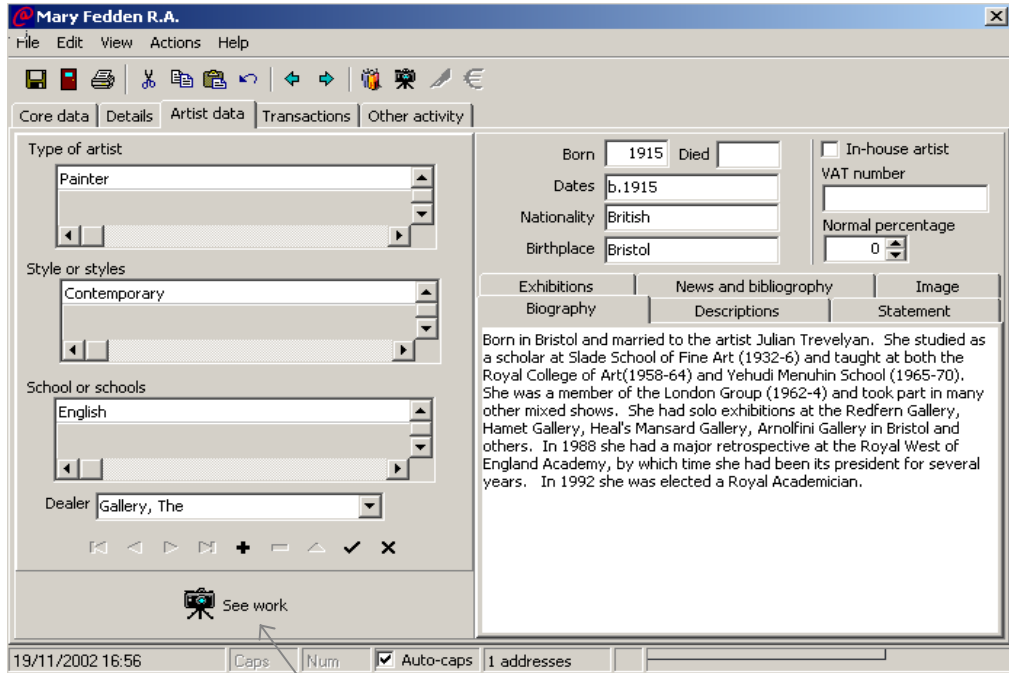 Mary Fedden R.A.
File Edit View Actions Help
Core data Details Artist data Transactions Other activity
Type of artist
Painter
Style or styles
Contemporary
School or schools
English
Dealer Gallery, The
See work
Born 1915 Died
Dates b.1915
Nationality British
Birthplace Bristol
In-house artist
VAT number
Normal percentage
0
Exhibitions News and bibliogrophy Image
Biography Descriptions Statement
Born in Bristol and married to the artist Julian Trevelyan. She studied as
a scholar at Slade School of Fine Art (1932-6) and taught at both the
Royal College of Art(1958-64) and Yehudi Menuhin School (1965-70).
She was a member of the London Group (1962-4) and took part in many
other mixed shows. She had solo exhibitions at the Redfern Gallery,
Hamet Gallery, Heal's Mansard Gallery, Arnolfini Gallery in Bristol and
others. In 1988 she had a major retrospective at the Royal West of
England Academy, by which time she had been its president for several
years. In 1992 she was elected a Royal Academician.
19/11/2002 16:56 Caps Num Auto-caps 1 addresses